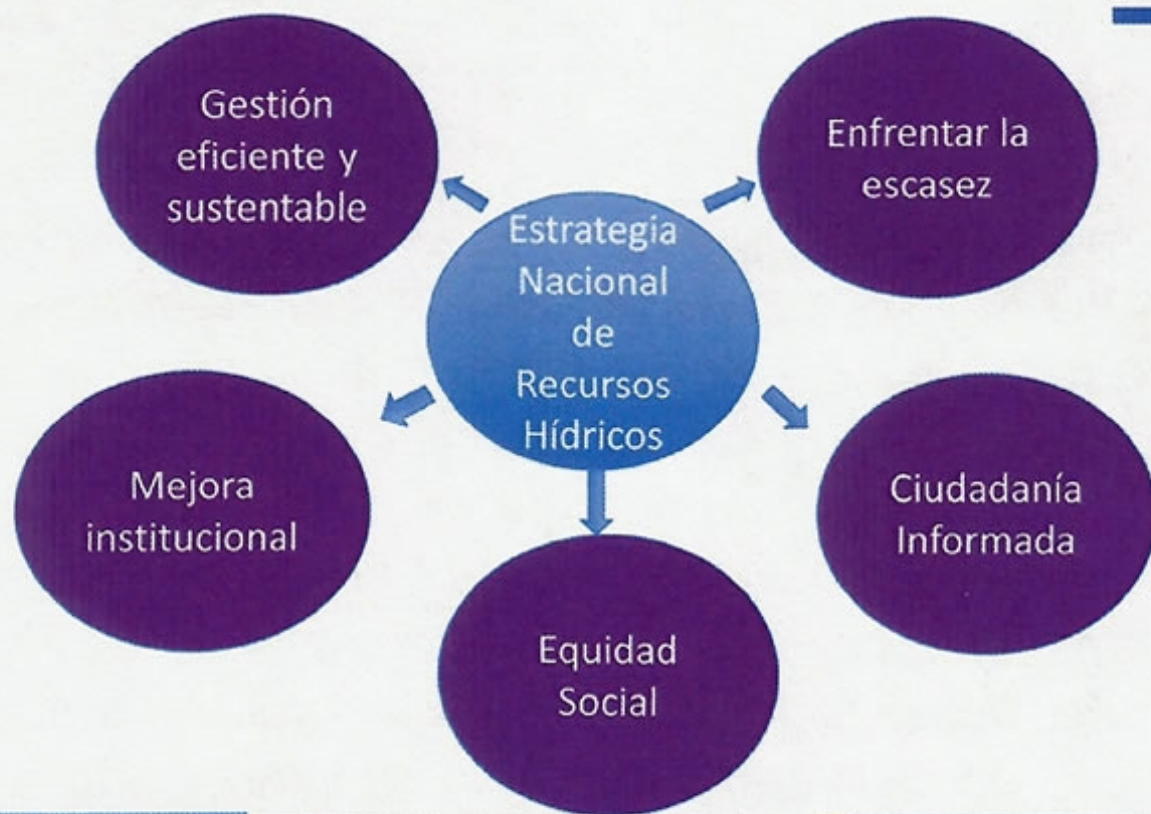 Gestión
eficiente y
sustentable
Enfrentar la
escasez
Estrategia
Nacional
de
Recursos
Hídricos
Mejora
institucional
Ciudadanía
Informada
Equidad
Social